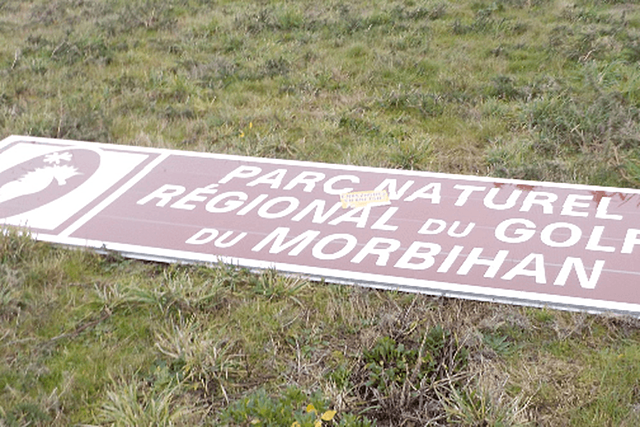 PARC NATUREL
RÉGIONAL DU GOLF
DU MORBIHAN